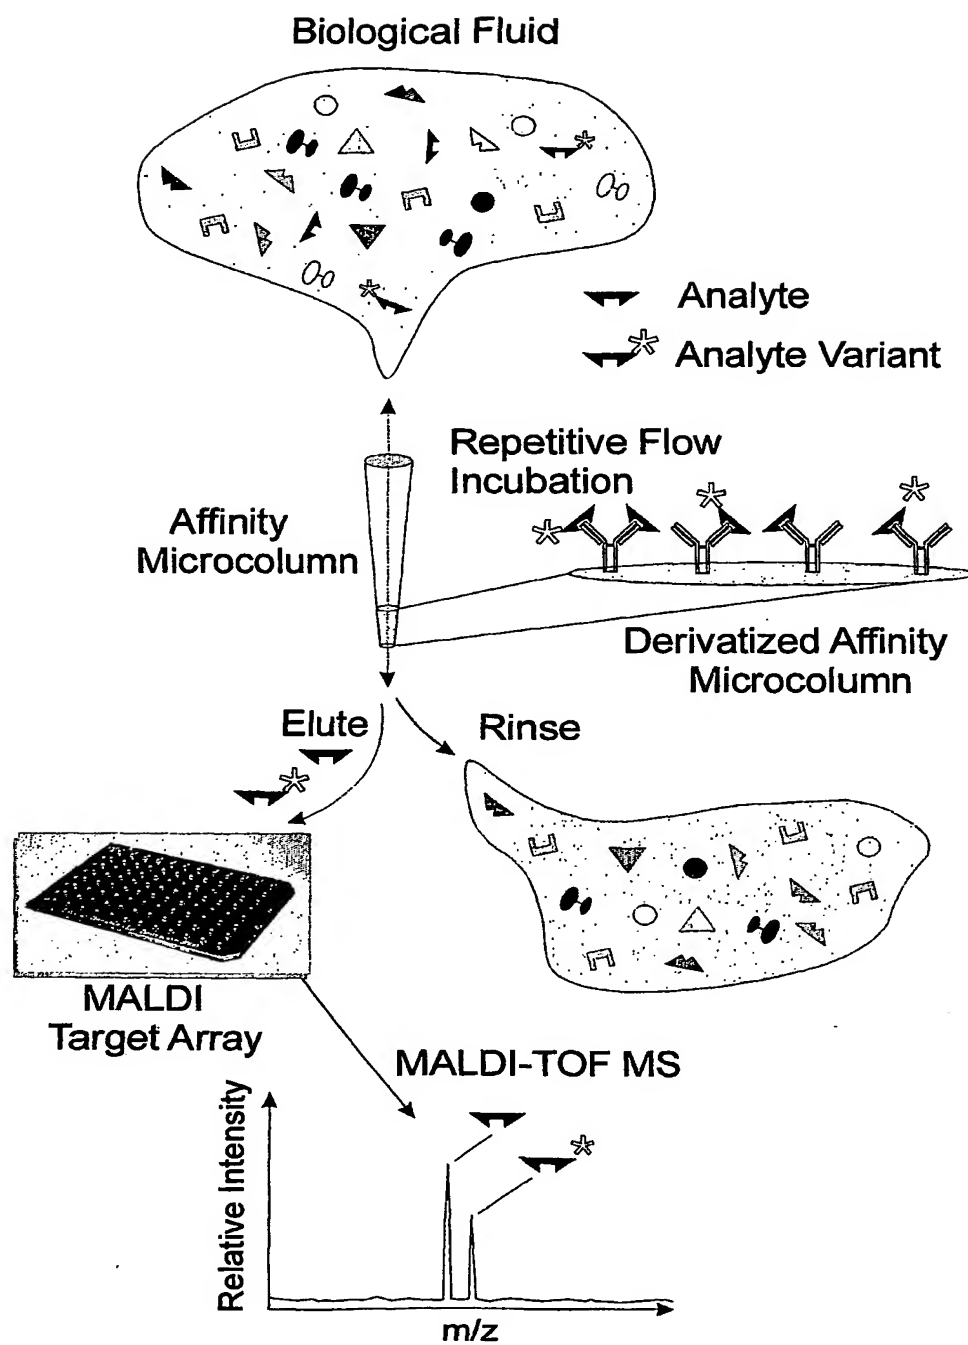 Biological Fluid
Analyte
Analyte Variant
Repetitive Flow
Incubation
Affinity
Microcolumn
Derivatized Affinity
Microcolumn
Elute
Rinse
MALDI
Target Array
MALDI-TOF MS
Relative Intensity
m/z